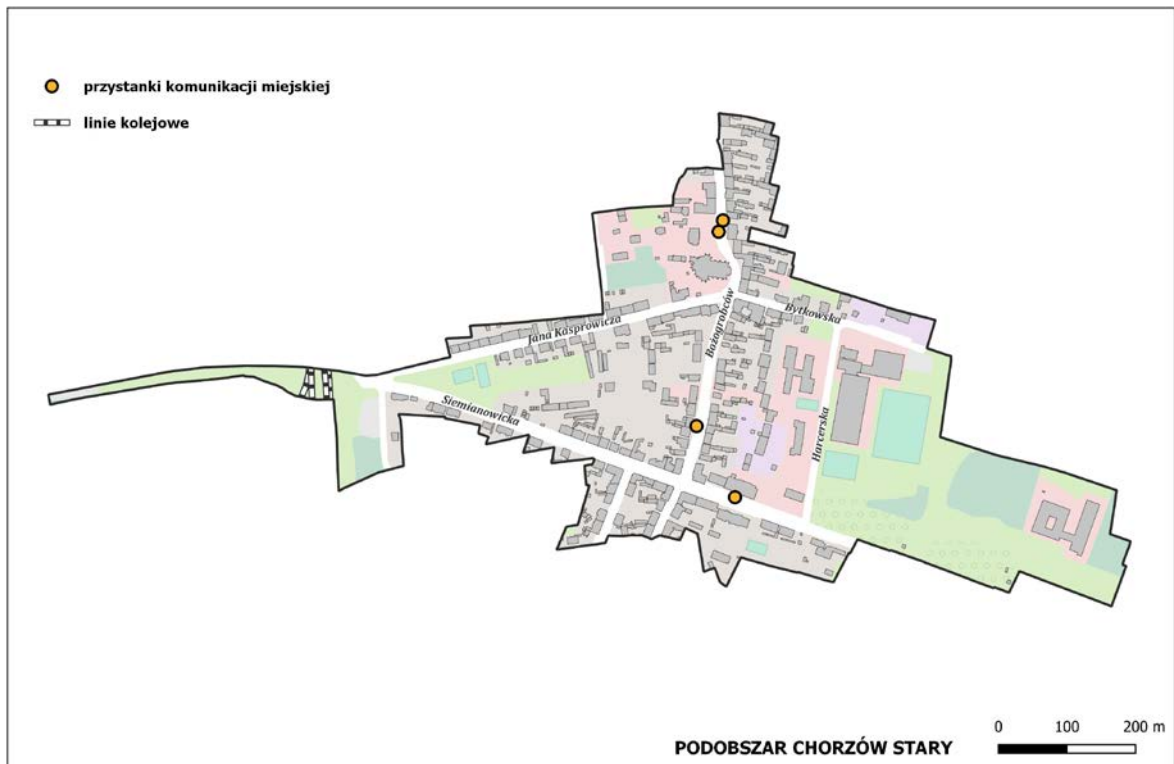 przystanki komunikacji miejskiej
linie kolejowe
Jana Kasprowicza
Bożogrobców
Bytkowska
Siemianowicka
Harcerska
PODOBSZAR CHORZÓW STARY
0 100 200 m